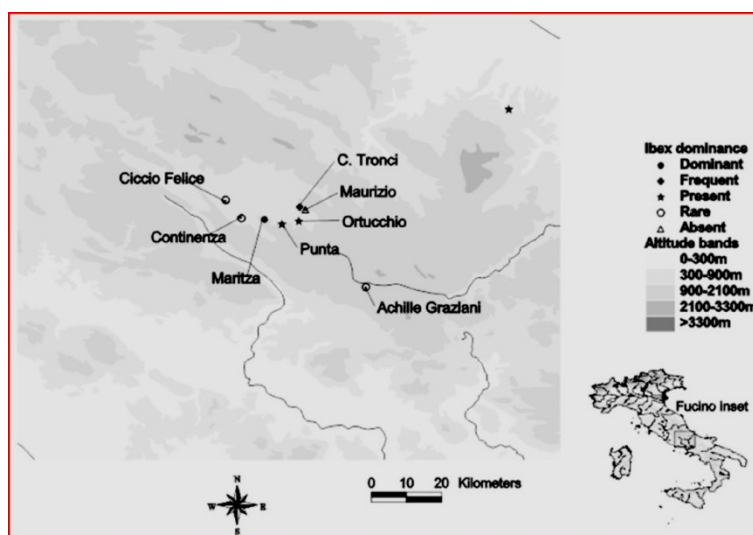 C. Tronci
Ciccio Felice
Maurizio
Continenza
Ortucchio
Punta
Maritza
Achille Graziani
Ibex dominance
Dominant
Frequent
Present
Rare
Absent
Altitude bands
0-300m
300-900m
900-2100m
2100-3300m
>3300m
Fucino inset
N
W E
S
0 10 20 Kilometers